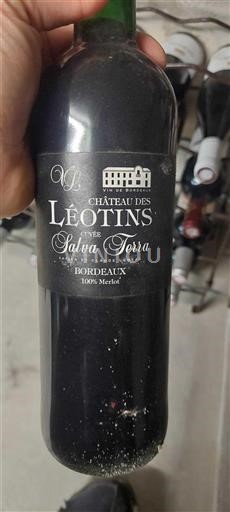 VL
VIN DE BORDEAUX
CHÂTEAU DES
LÉOTINS
CUVÉE
Salva Terra
BORDEAUX
100% Merlot